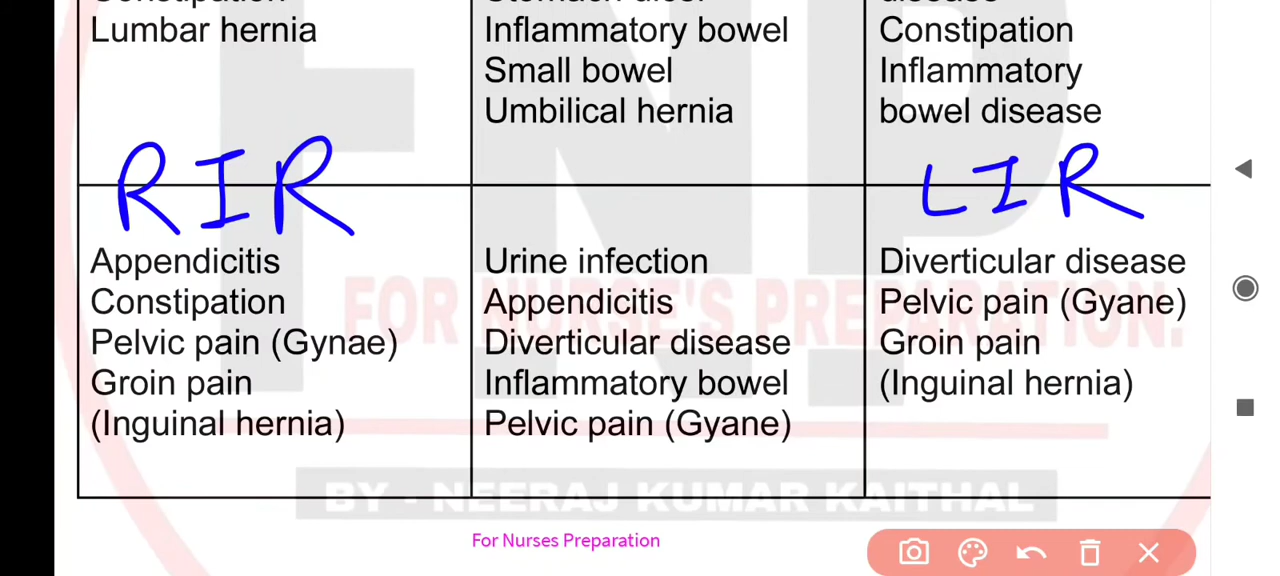 Lumbar hernia
Inflammatory bowel
Small bowel
Umbilical hernia
Constipation
Inflammatory
bowel disease
RIR
LIR
Appendicitis
Constipation
Pelvic pain (Gynae)
Groin pain
(Inguinal hernia)
Urine infection
Appendicitis
Diverticular disease
Inflammatory bowel
Pelvic pain (Gyane)
Diverticular disease
Pelvic pain (Gyane)
Groin pain
(Inguinal hernia)
FOR NURSE'S PREPARATION.
BY - NEERAJ KUMAR KAITHAL
For Nurses Preparation